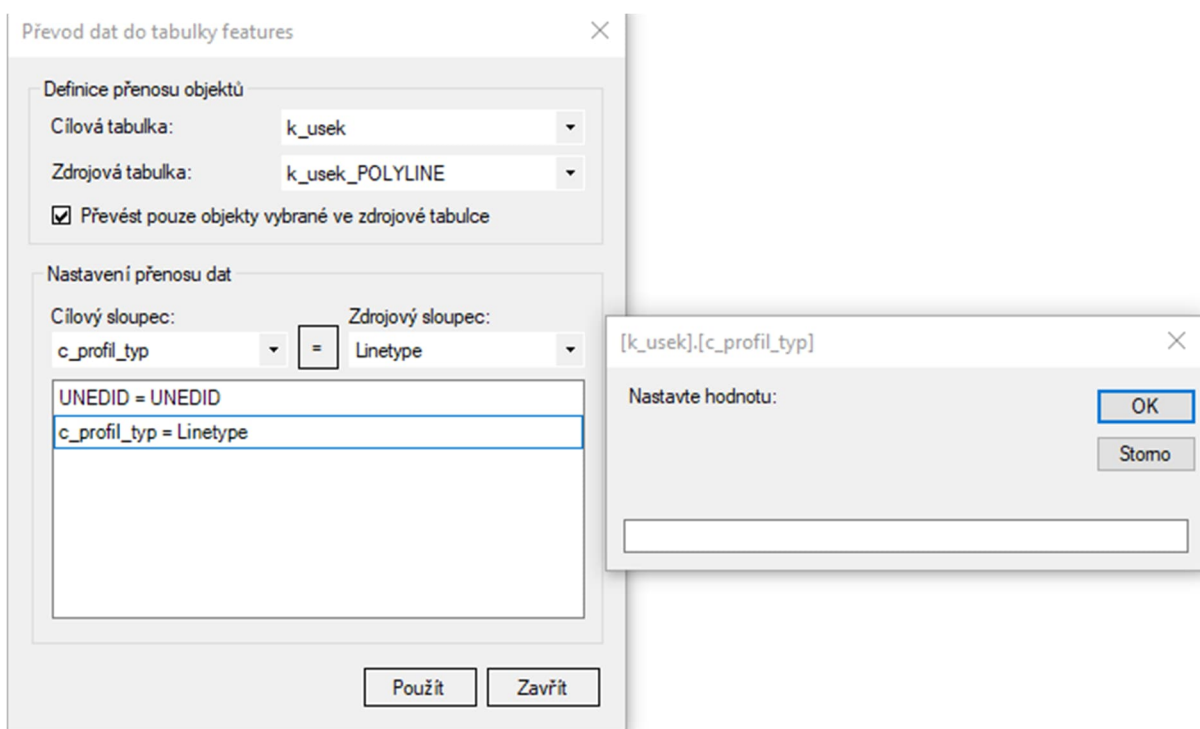 Převod dat do tabulky features
Definice přenosu objektů
Cílová tabulka: k_usek
Zdrojová tabulka: k_usek_POLYLINE
Převést pouze objekty vybrané ve zdrojové tabulce
Nastavení přenosu dat
Cílový sloupec: Zdrojový sloupec:
c_profil_typ = Linetype
UNEDID = UNEDID
c_profil_typ = Linetype
Použít Zavřít
[k_usek].[c_profil_typ]
Nastavte hodnotu:
OK
Storno